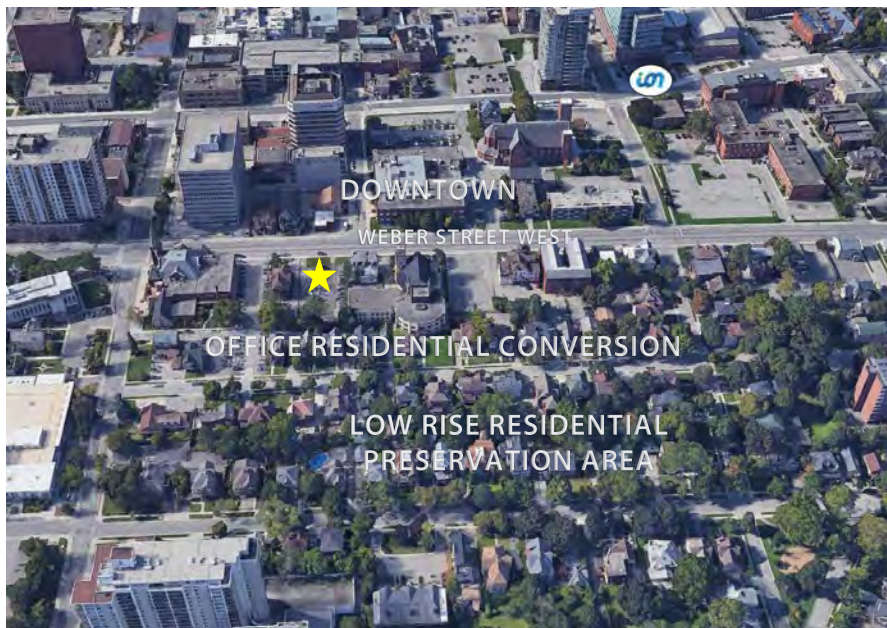 ion
DOWNTOWN
WEBER STREET WEST
OFFICE RESIDENTIAL CONVERSION
LOW RISE RESIDENTIAL
PRESERVATION AREA